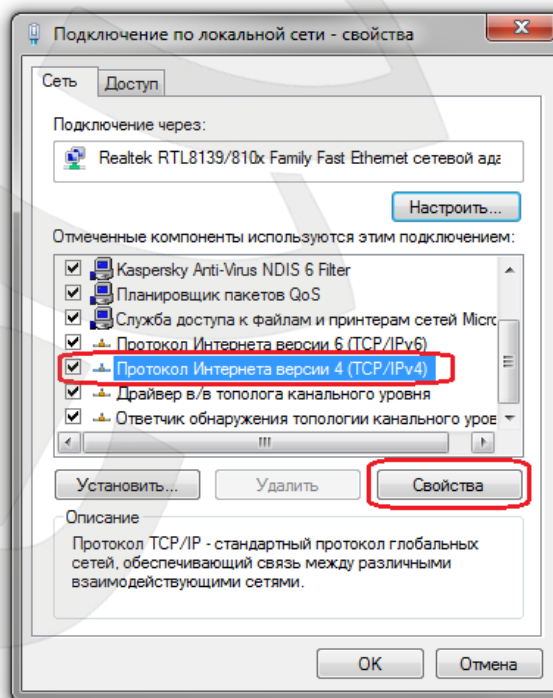 Подключение по локальной сети - свойства
Сеть
Доступ
Подключение через:
Realtek RTL8139/810x Family Fast Ethernet сетевой ада
Настроить...
Отмеченные компоненты используются этим подключением:
Kaspersky Anti-Virus NDIS 6 Filter
Планировщик пакетов QoS
Служба доступа к файлам и принтерам сетей Micro
Протокол Интернета версии 6 (TCP/IPv6)
Протокол Интернета версии 4 (TCP/IPv4)
Драйвер в/в тополога канального уровня
Ответчик обнаружения топологии канального уров
Установить...
Удалить
Свойства
Описание
Протокол TCP/IP - стандартный протокол глобальных
сетей, обеспечивающий связь между различными
взаимодействующими сетями.
OK
Отмена